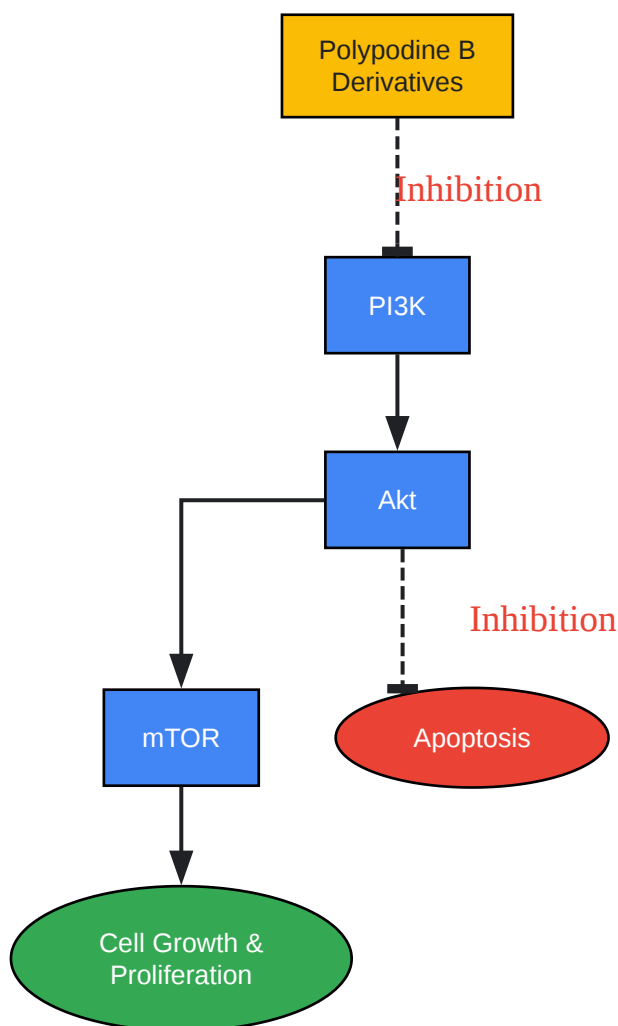 Polypodine B
Derivatives
Inhibition
PI3K
Akt
Inhibition
mTOR
Apoptosis
Cell Growth &
Proliferation